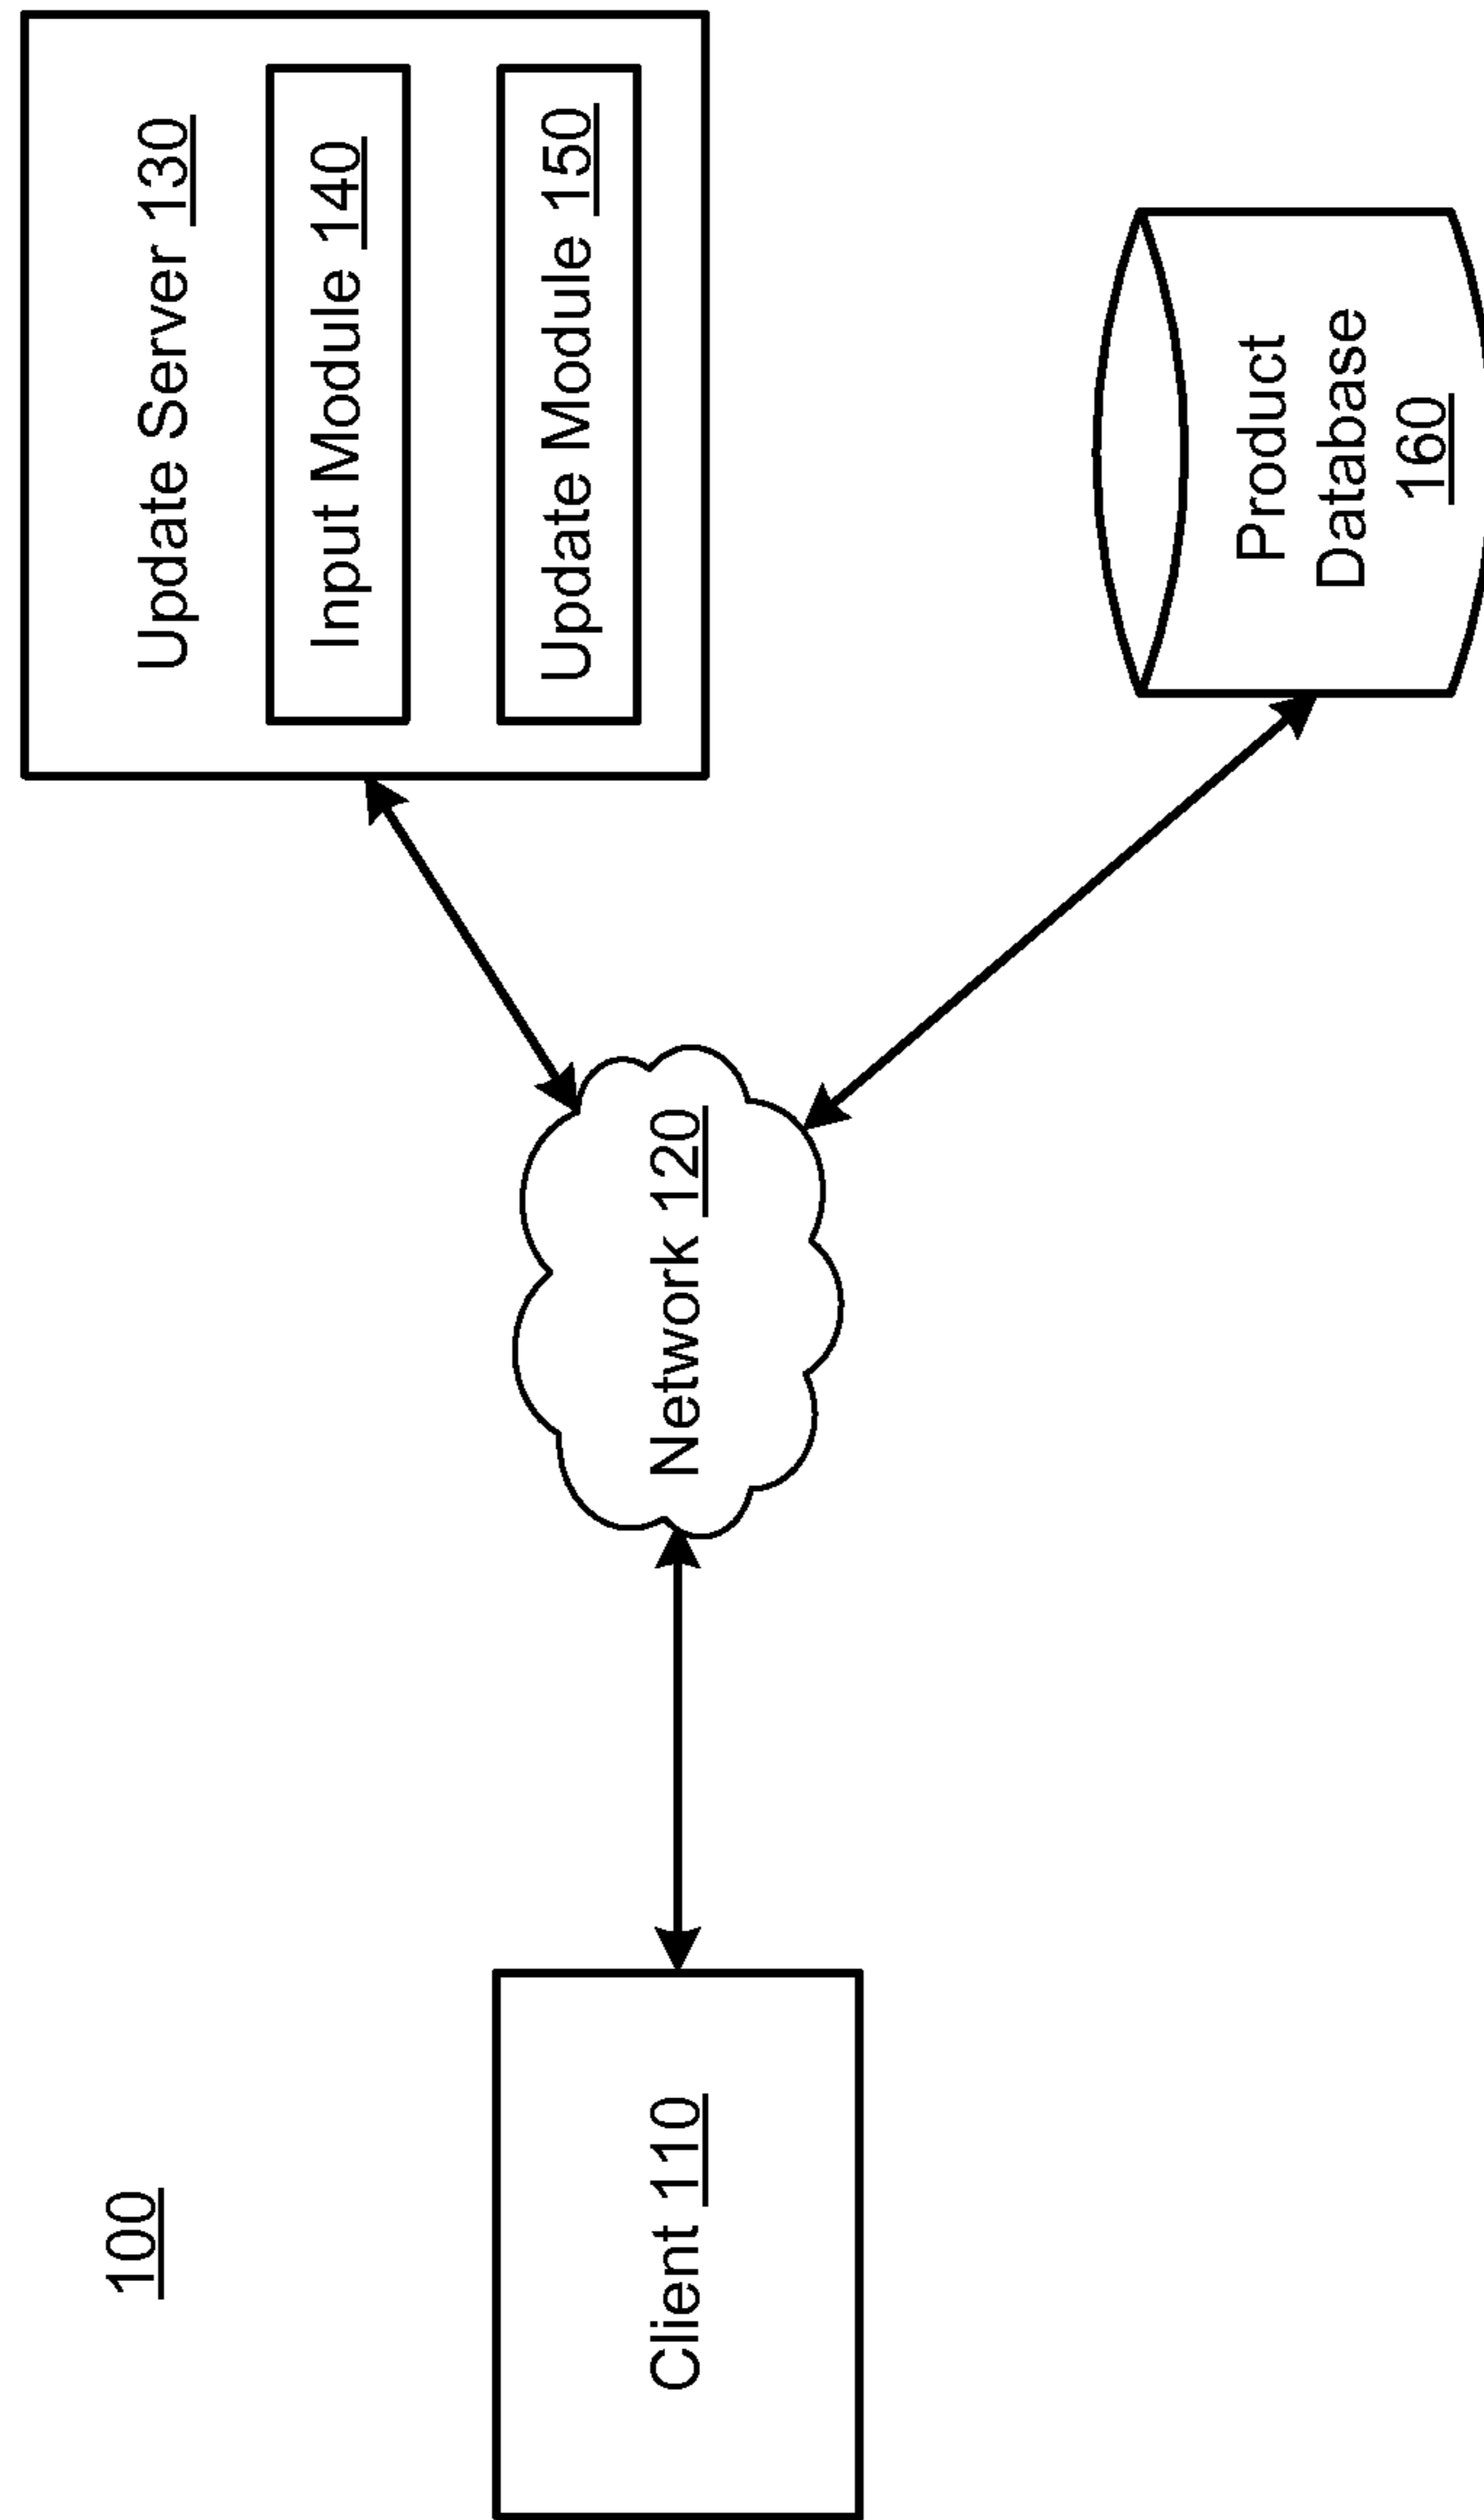 100
Client 110
Network 120
Update Server 130
Input Module 140
Update Module 150
Product
Database
160